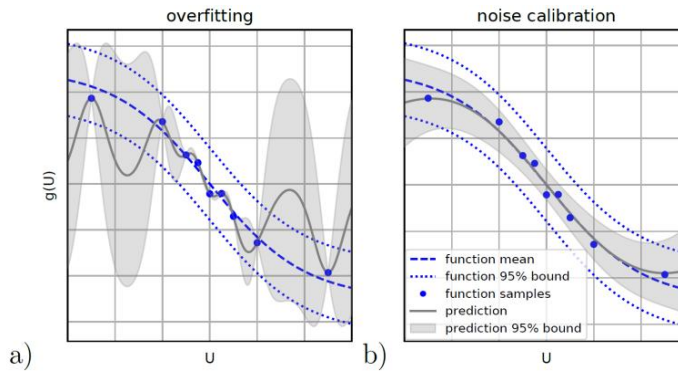 overfitting
noise calibration
g(U)
function mean
function 95% bound
function samples
prediction
prediction 95% bound
a)
U
b)
U